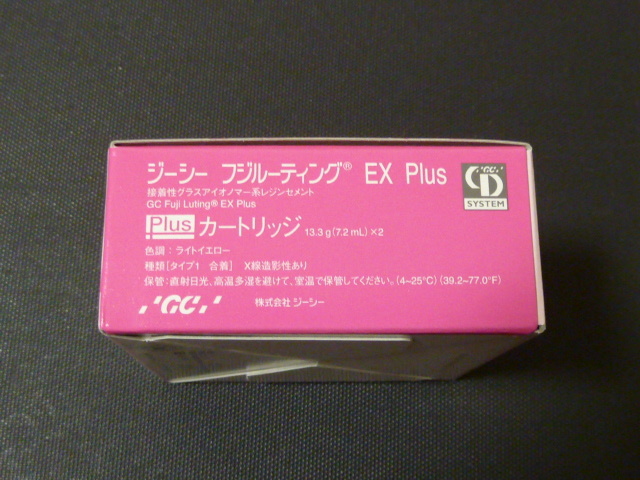 ジーシー フジルーティング® EX Plus
接着性グラスアイオノマー系レジンセメント
GC Fuji Luting® EX Plus
Plus カートリッジ 13.3 g (7.2 mL) ×2
色調：ライトイエロー
種類［タイプ1 合着］ X線造影性あり
保管：直射日光、高温多湿を避けて、室温で保管してください。(4~25°C) (39.2~77.0°F)
GC
株式会社 ジーシー
GC
CD
SYSTEM